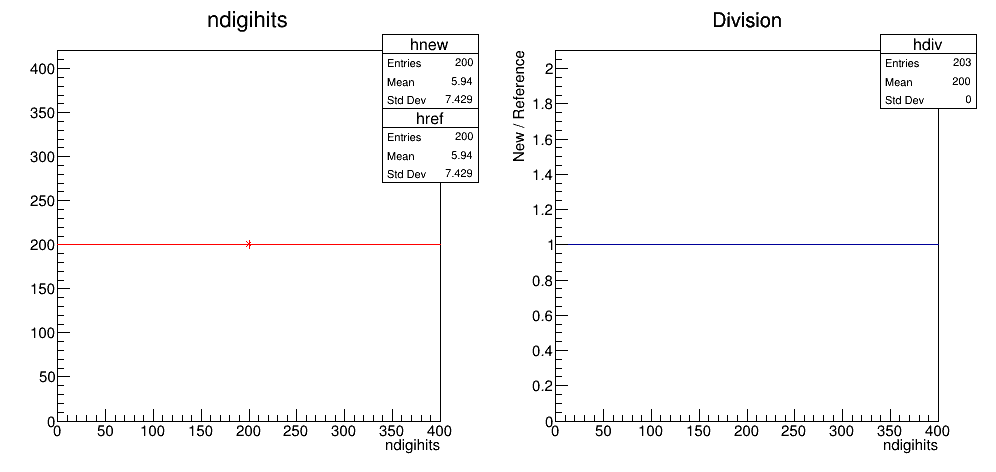 ndigihits
hnew
Entries 200
Mean 5.94
Std Dev 7.429
href
Entries 200
Mean 5.94
Std Dev 7.429
400
350
300
250
200
150
100
50
0
0 50 100 150 200 250 300 350 400
ndigihits
Division
hdiv
Entries 203
Mean 200
Std Dev 0
New / Reference
2
1.8
1.6
1.4
1.2
1
0.8
0.6
0.4
0.2
0
0 50 100 150 200 250 300 350 400
ndigihits